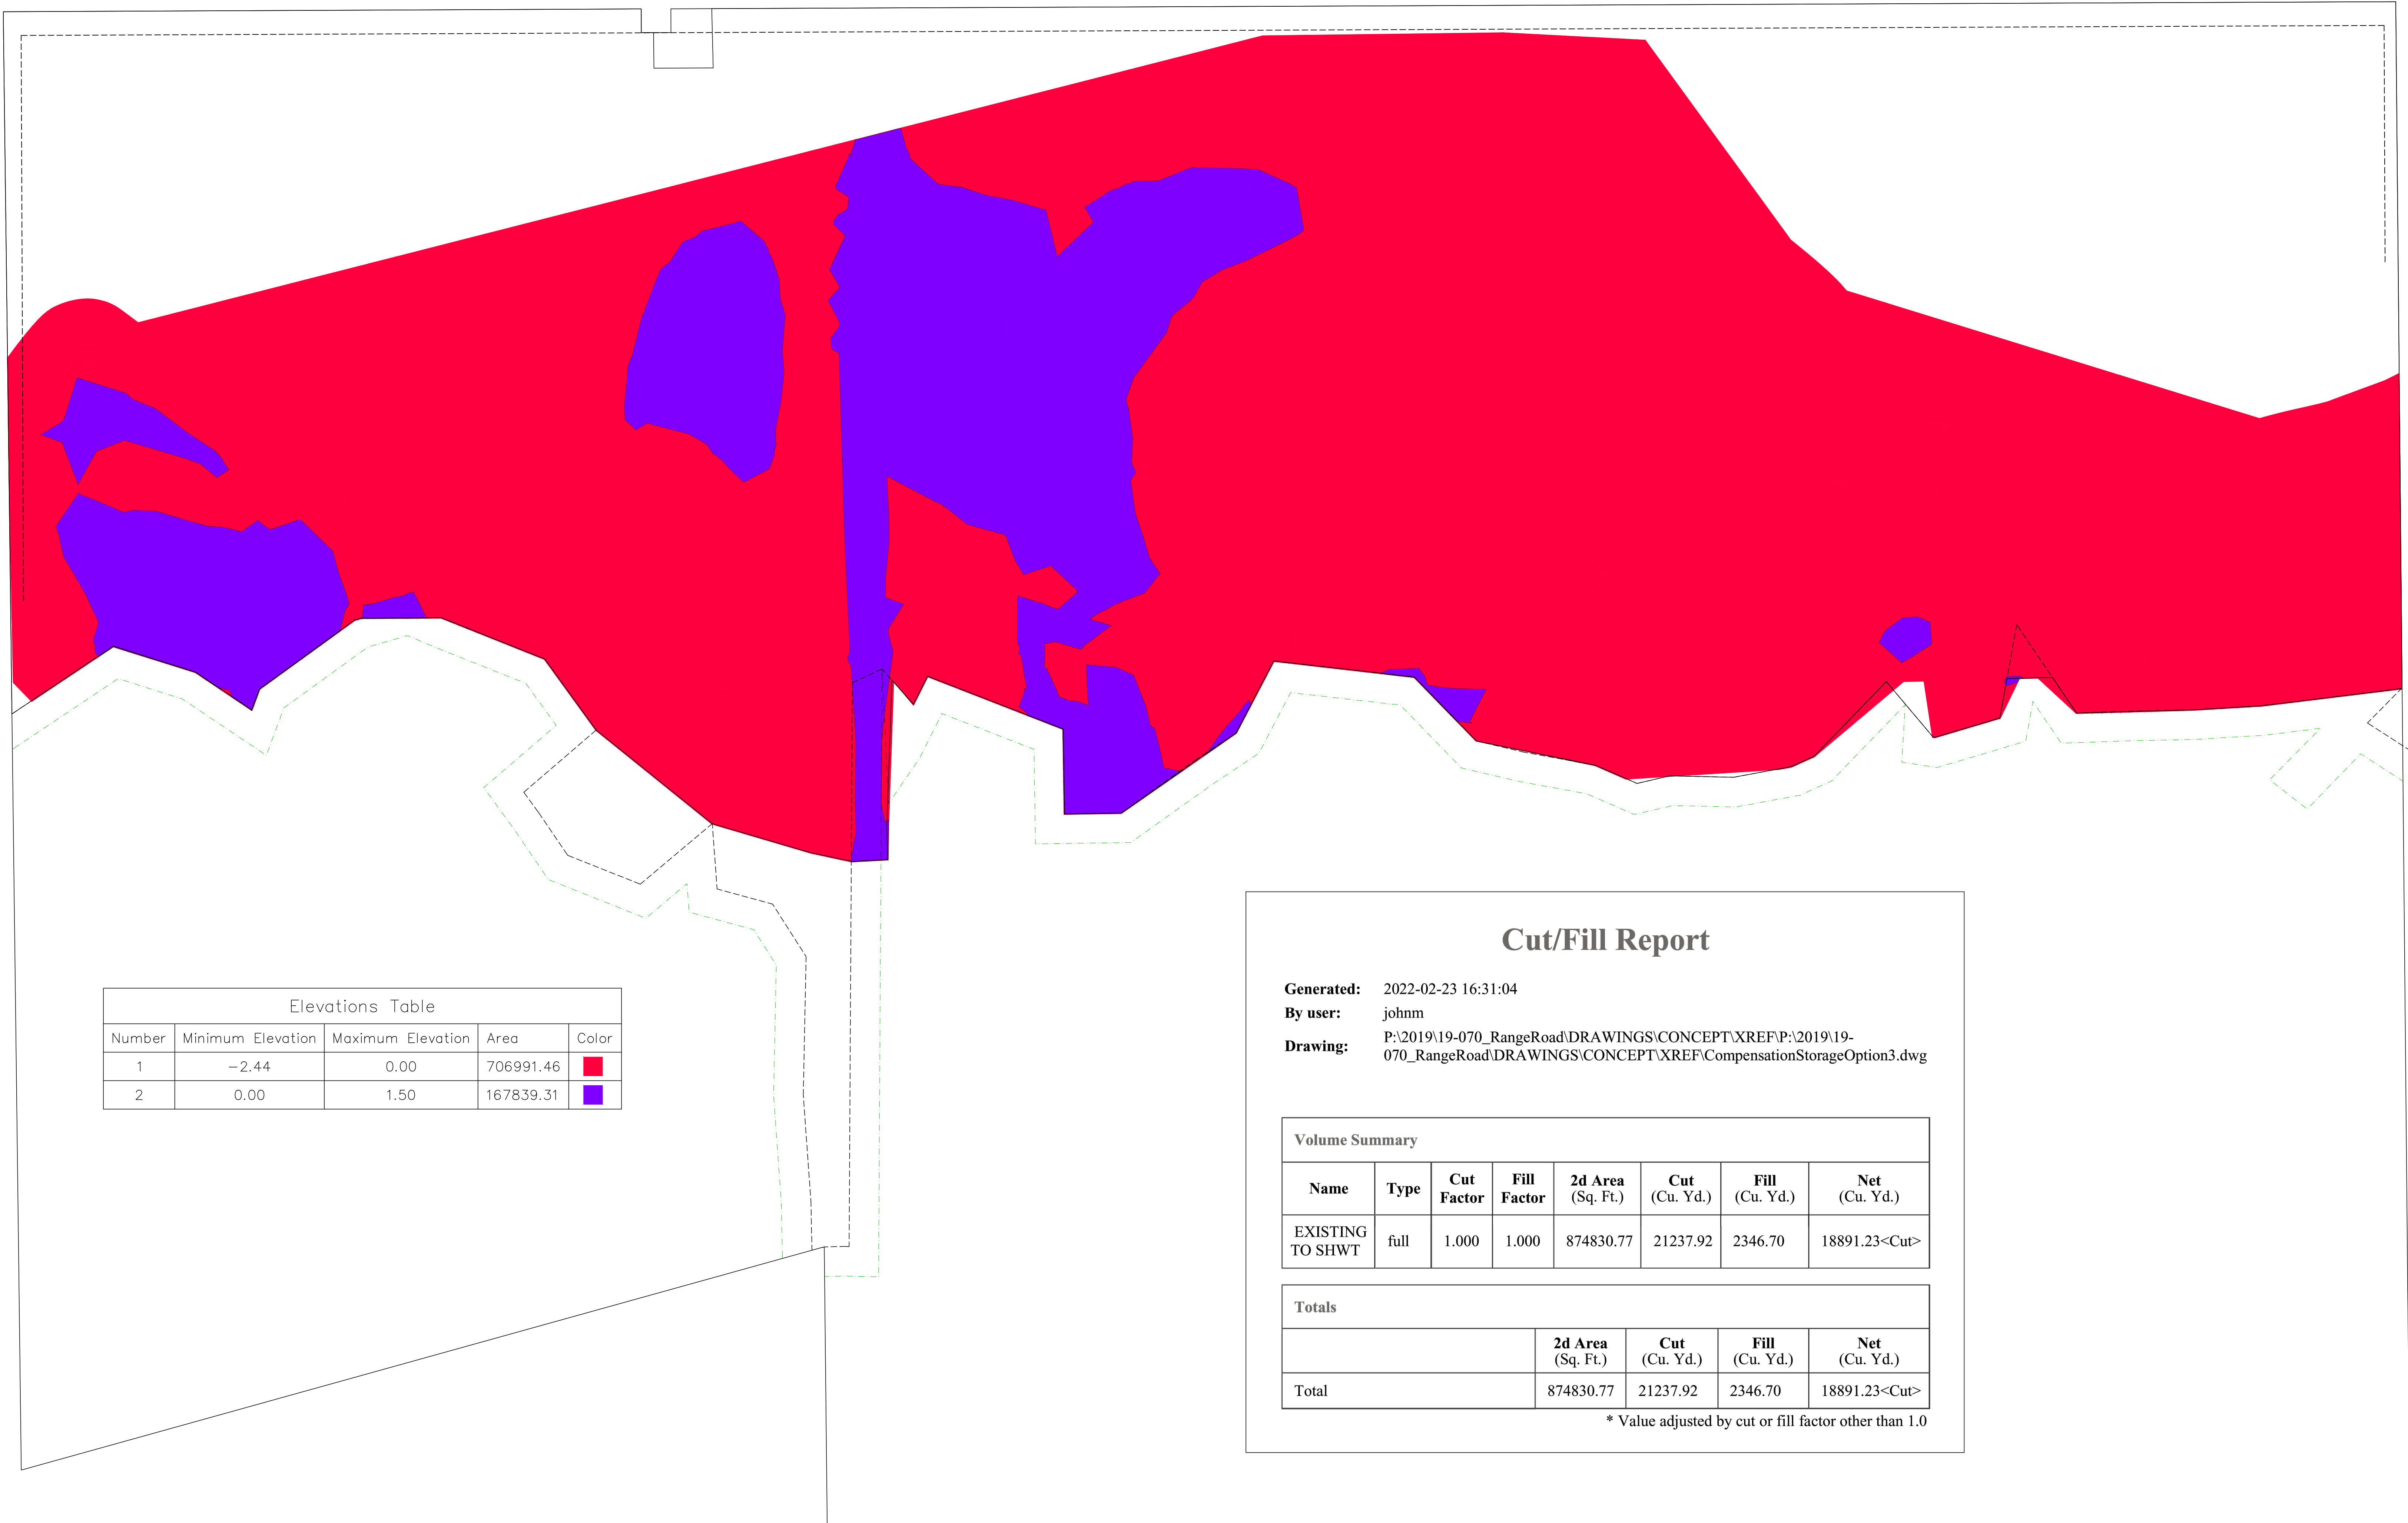 Elevations Table
Number Minimum Elevation Maximum Elevation Area Color
1 −2.44 0.00 706991.46
2 0.00 1.50 167839.31
Cut/Fill Report
Generated: 2022-02-23 16:31:04
By user: johnm
Drawing: P:\2019\19-070_RangeRoad\DRAWINGS\CONCEPT\XREF\P:\2019\19-
070_RangeRoad\DRAWINGS\CONCEPT\XREF\CompensationStorageOption3.dwg
Volume Summary
Name Type Cut Factor Fill Factor 2d Area (Sq. Ft.) Cut (Cu. Yd.) Fill (Cu. Yd.) Net (Cu. Yd.)
EXISTING TO SHWT full 1.000 1.000 874830.77 21237.92 2346.70 18891.23<Cut>
Totals
2d Area (Sq. Ft.) Cut (Cu. Yd.) Fill (Cu. Yd.) Net (Cu. Yd.)
Total 874830.77 21237.92 2346.70 18891.23<Cut>
* Value adjusted by cut or fill factor other than 1.0